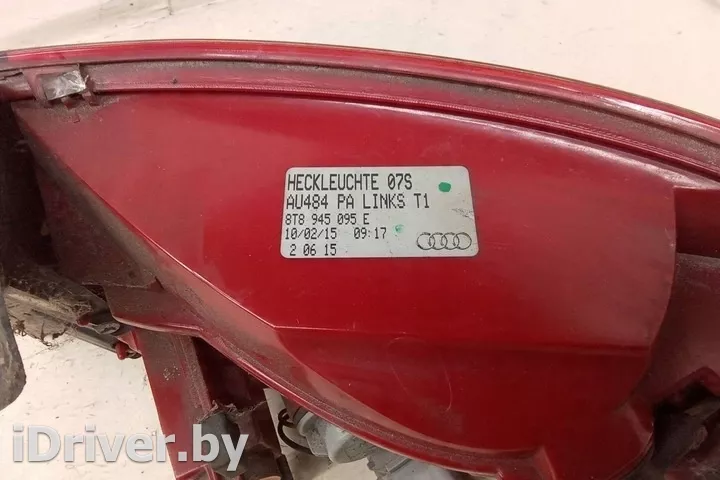 HECKLEUCHTE 07S
AU484 PA LINKS T1
8T8 945 095 E
10/02/15 09:17
2 06 15
iDriver.by